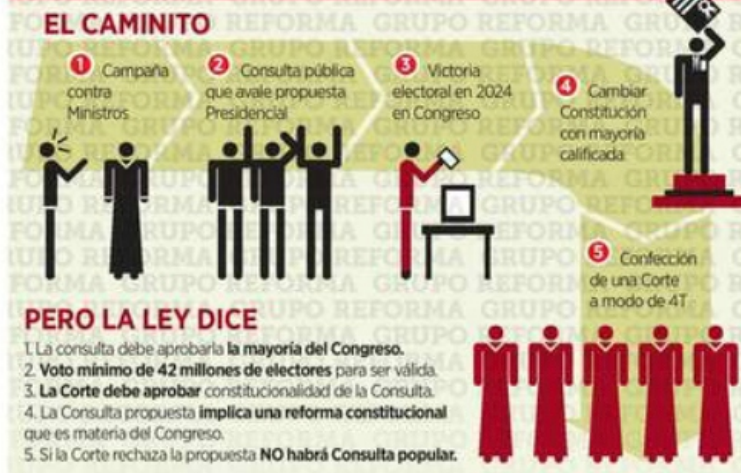 EL CAMINITO
1 Campaña
contra
Ministros
2 Consulta pública
que avale propuesta
Presidencial
3 Victoria
electoral en 2024
en Congreso
4 Cambiar
Constitución
con mayoría
calificada
5 Confección
de una Corte
a modo de 4T
PERO LA LEY DICE
1. La consulta debe aprobarla la mayoría del Congreso.
2. Voto mínimo de 42 millones de electores para ser válida.
3. La Corte debe aprobar constitucionalidad de la Consulta.
4. La Consulta propuesta implica una reforma constitucional
que es materia del Congreso.
5. Si la Corte rechaza la propuesta NO habrá Consulta popular.
GRUPO REFORMA